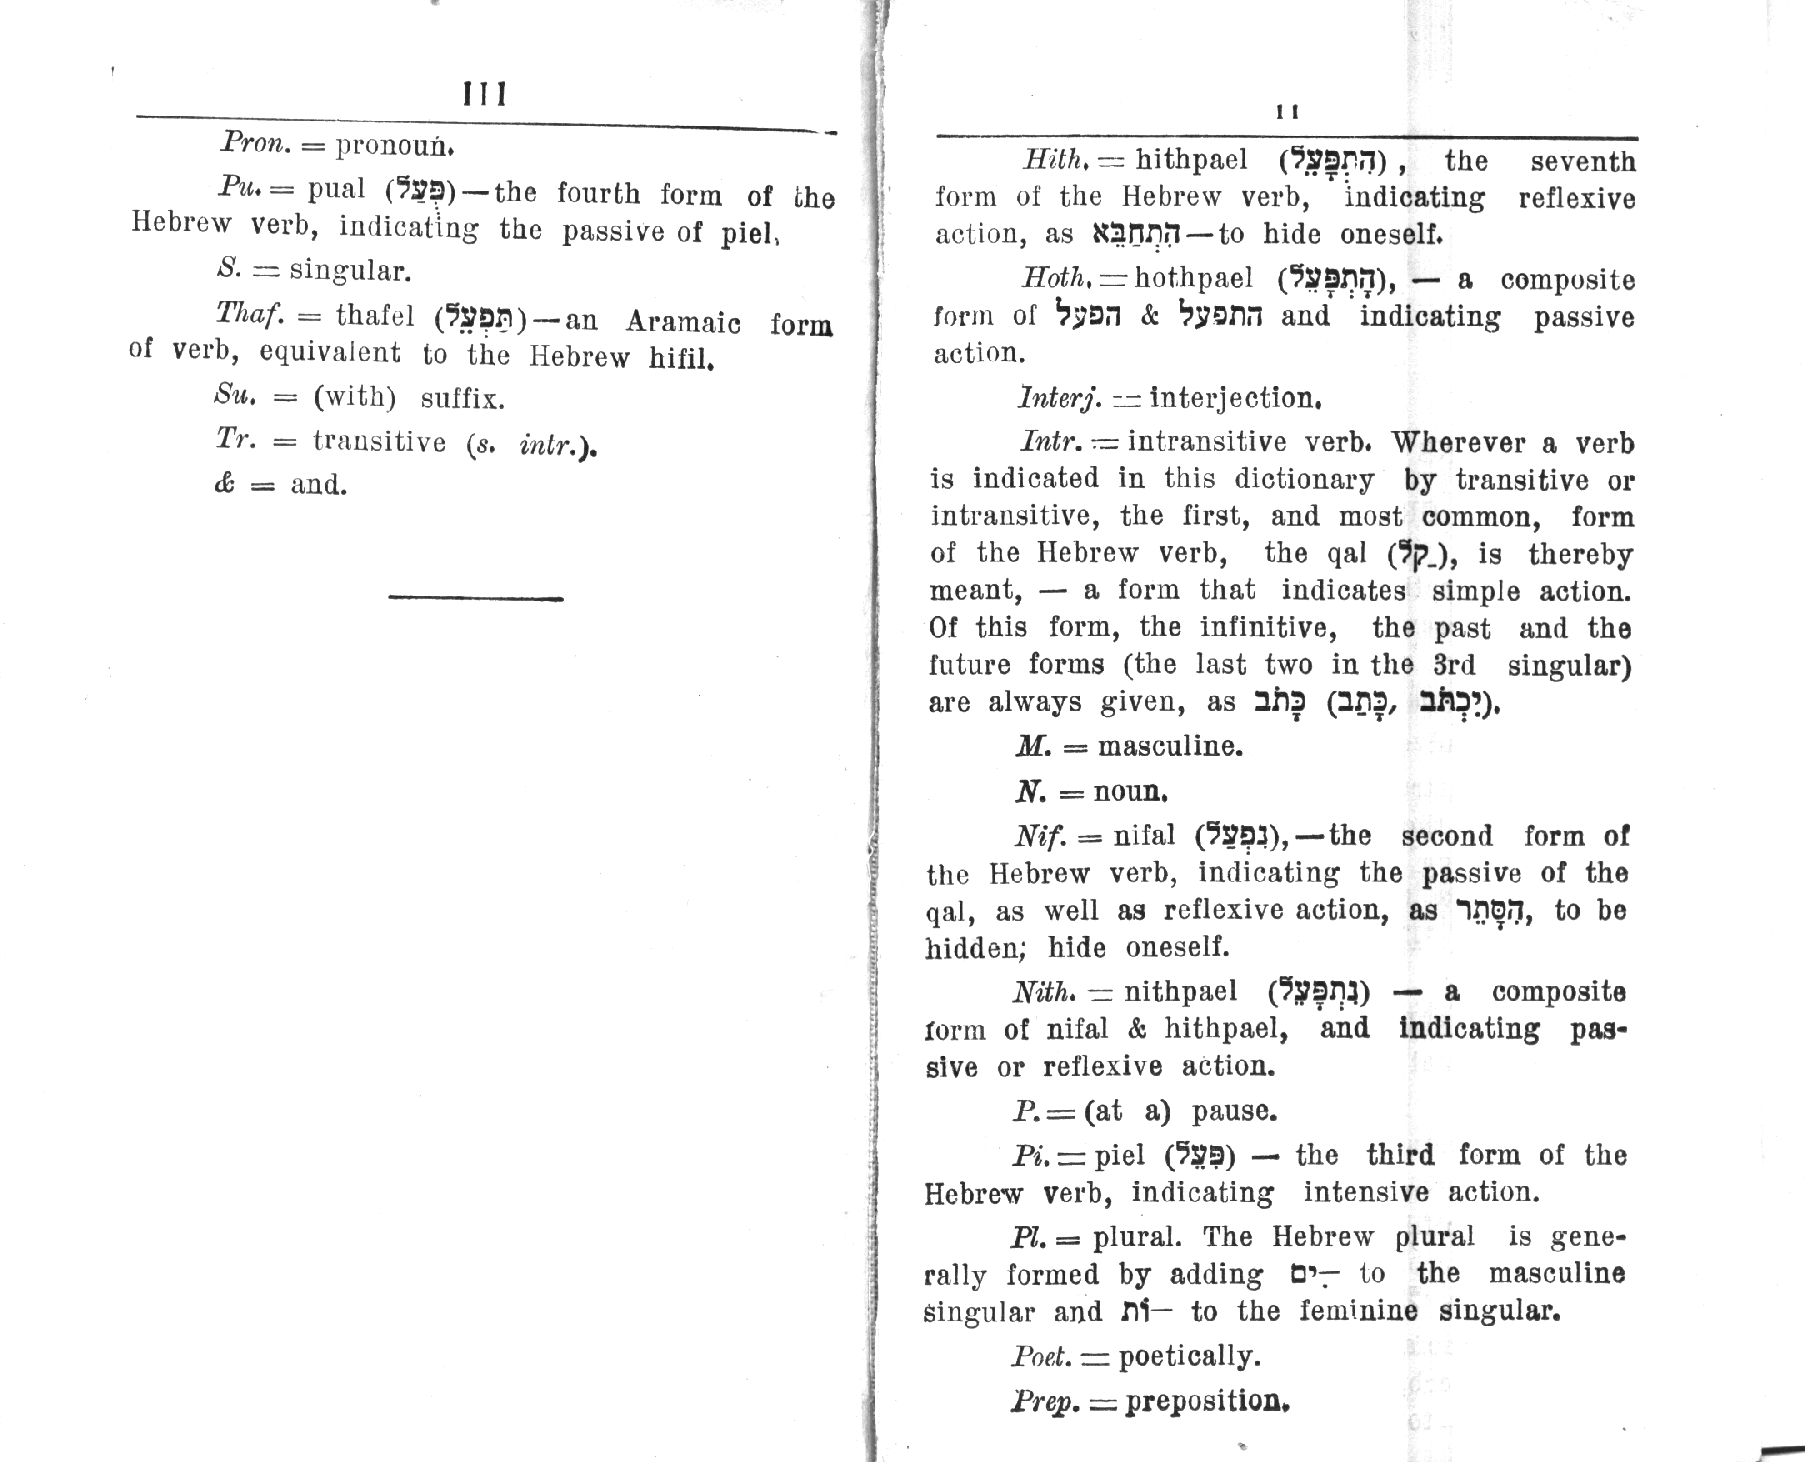 II
Hith. = hithpael (הִתְפָּעֵל), the seventh
form of the Hebrew verb, indicating reflexive
action, as הִתְחַבֵּא—to hide oneself.
Hoth. = hothpael (הָתְפָּעֵל), — a composite
form of הפעל & התפעל and indicating passive
action.
Interj. = interjection.
Intr. = intransitive verb. Wherever a verb
is indicated in this dictionary by transitive or
intransitive, the first, and most common, form
of the Hebrew verb, the qal (קַל), is thereby
meant, — a form that indicates simple action.
Of this form, the infinitive, the past and the
future forms (the last two in the 3rd singular)
are always given, as כָּתֹב (כָּתַב, יִכְתֹּב).
M. = masculine.
N. = noun.
Nif. = nifal (נִפְעַל),—the second form of
the Hebrew verb, indicating the passive of the
qal, as well as reflexive action, as הִסָּתֵר, to be
hidden; hide oneself.
Nith. = nithpael (נִתְפָּעֵל) — a composite
form of nifal & hithpael, and indicating pas-
sive or reflexive action.
P. = (at a) pause.
Pi. = piel (פִּעֵל) — the third form of the
Hebrew verb, indicating intensive action.
Pl. = plural. The Hebrew plural is gene-
rally formed by adding ־ִים to the masculine
singular and —וֹת to the feminine singular.
Poet. = poetically.
Prep. = preposition.
III
Pron. = pronoun.
Pu. = pual (פֻּעַל)—the fourth form of the
Hebrew verb, indicating the passive of piel.
S. = singular.
Thaf. = thafel (תַּפְעֵל)—an Aramaic form
of verb, equivalent to the Hebrew hifil.
Su. = (with) suffix.
Tr. = transitive (s. intr.).
& = and.